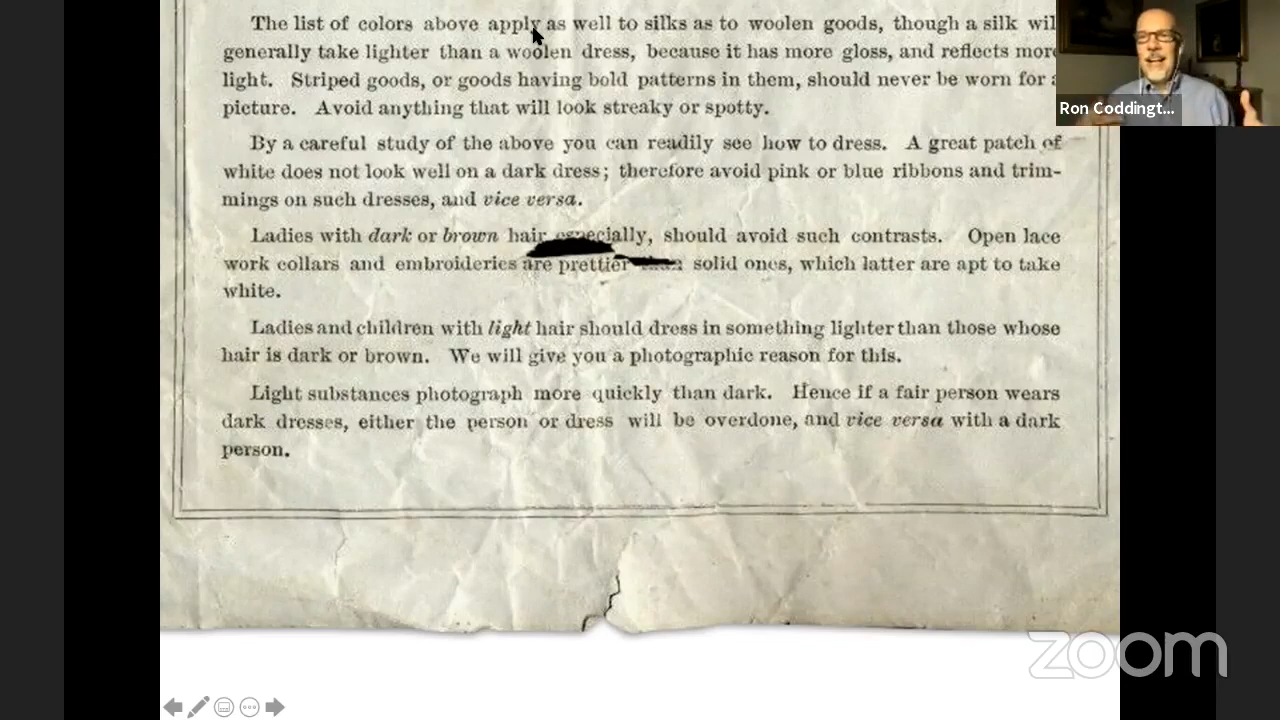 The list of colors above apply as well to silks as to woolen goods, though a silk wil
generally take lighter than a woolen dress, because it has more gloss, and reflects more
light. Striped goods, or goods having bold patterns in them, should never be worn for a
picture. Avoid anything that will look streaky or spotty.
By a careful study of the above you can readily see how to dress. A great patch of
white does not look well on a dark dress; therefore avoid pink or blue ribbons and trim-
mings on such dresses, and vice versa.
Ladies with dark or brown hair especially, should avoid such contrasts. Open lace
work collars and embroideries are prettier than solid ones, which latter are apt to take
white.
Ladies and children with light hair should dress in something lighter than those whose
hair is dark or brown. We will give you a photographic reason for this.
Light substances photograph more quickly than dark. Hence if a fair person wears
dark dresses, either the person or dress will be overdone, and vice versa with a dark
person.
Ron Coddingt...
zoom